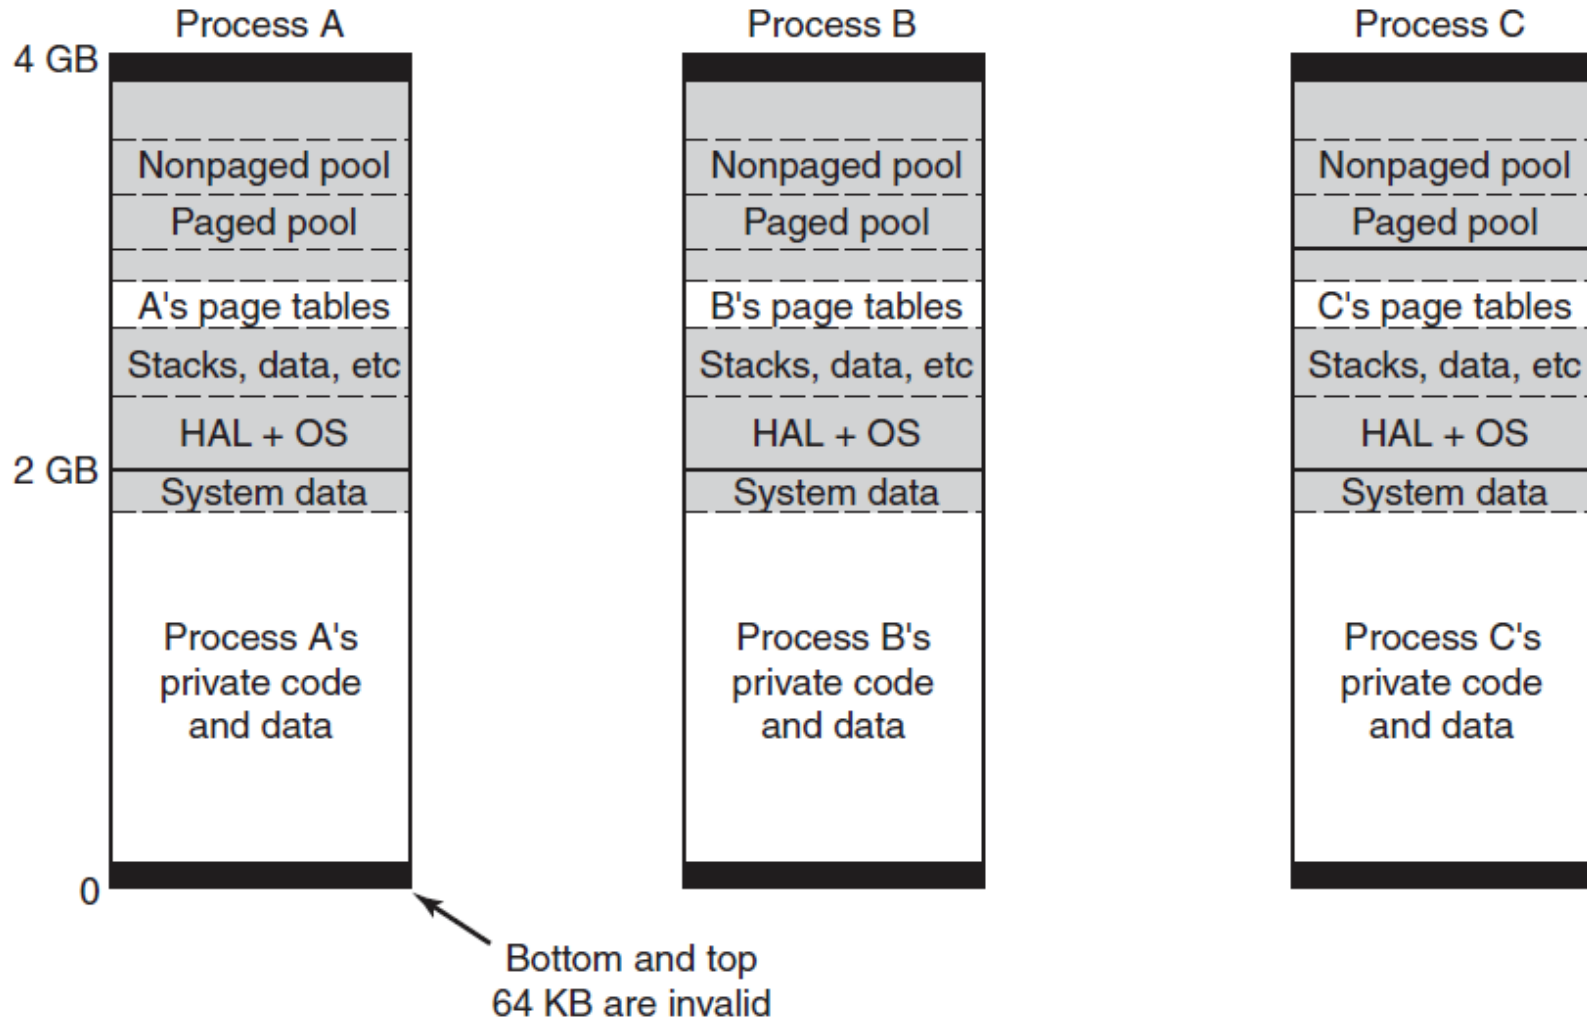 Process A
4 GB
Nonpaged pool
Paged pool
A's page tables
Stacks, data, etc
HAL + OS
2 GB
System data
Process A's
private code
and data
0
Process B
Nonpaged pool
Paged pool
B's page tables
Stacks, data, etc
HAL + OS
System data
Process B's
private code
and data
Process C
Nonpaged pool
Paged pool
C's page tables
Stacks, data, etc
HAL + OS
System data
Process C's
private code
and data
Bottom and top
64 KB are invalid